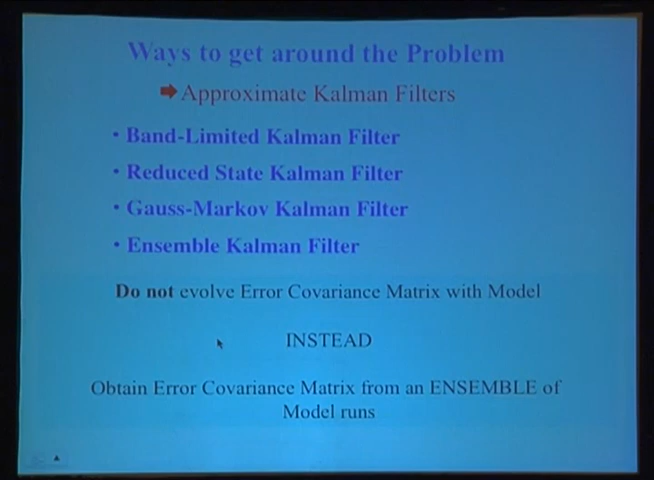 Ways to get around the Problem
➡Approximate Kalman Filters
• Band-Limited Kalman Filter
• Reduced State Kalman Filter
• Gauss-Markov Kalman Filter
• Ensemble Kalman Filter
Do not evolve Error Covariance Matrix with Model
INSTEAD
Obtain Error Covariance Matrix from an ENSEMBLE of
Model runs